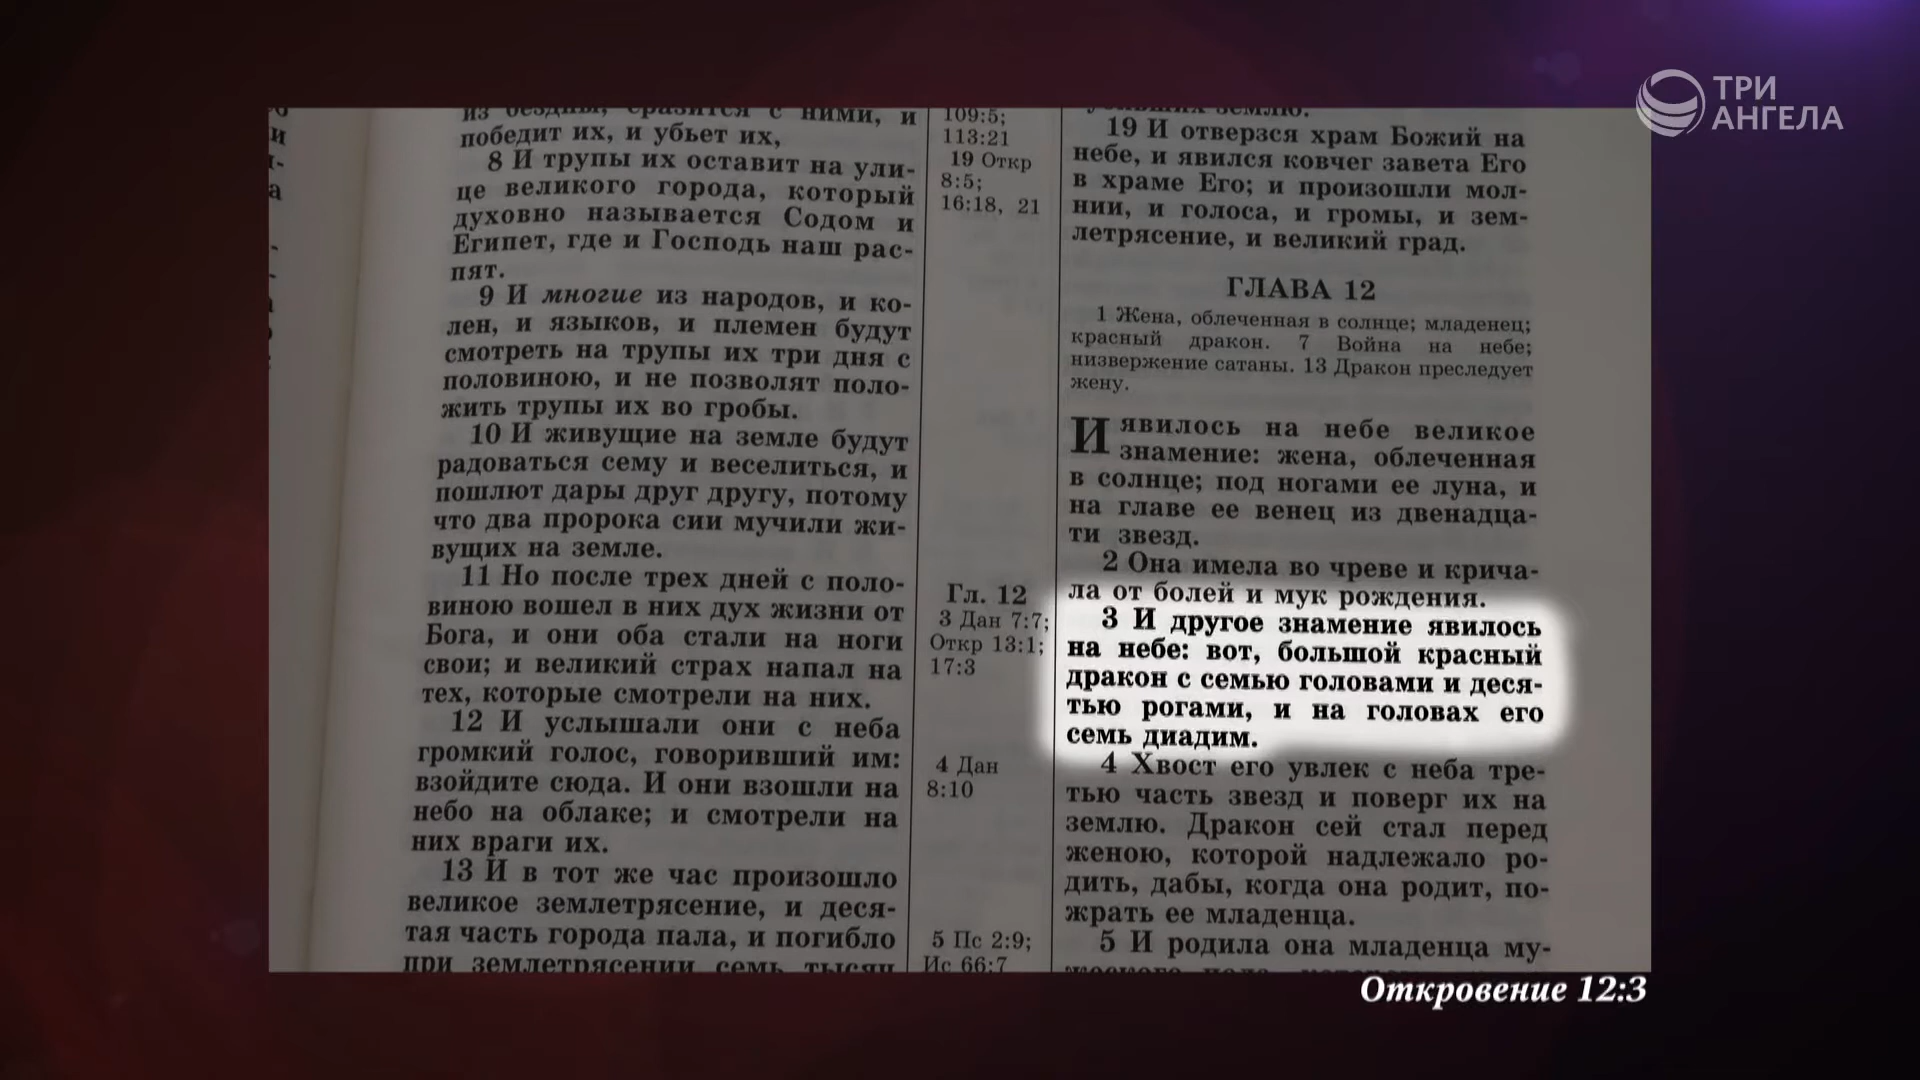 ТРИ
АНГЕЛА
из бездны, сразится с ними, и
победит их, и убьет их,
8 И трупы их оставит на ули-
це великого города, который
духовно называется Содом и
Египет, где и Господь наш рас-
пят.
9 И многие из народов, и ко-
лен, и языков, и племен будут
смотреть на трупы их три дня с
половиною, и не позволят поло-
жить трупы их во гробы.
10 И живущие на земле будут
радоваться сему и веселиться, и
пошлют дары друг другу, потому
что два пророка сии мучили жи-
вущих на земле.
11 Но после трех дней с поло-
виною вошел в них дух жизни от
Бога, и они оба стали на ноги
свои; и великий страх напал на
тех, которые смотрели на них.
12 И услышали они с неба
громкий голос, говоривший им:
взойдите сюда. И они взошли на
небо на облаке; и смотрели на
них враги их.
13 И в тот же час произошло
великое землетрясение, и деся-
тая часть города пала, и погибло
при землетрясении семь тысяч
109:5;
113:21
19 Откр
8:5;
16:18, 21
Гл. 12
3 Дан 7:7;
Откр 13:1;
17:3
4 Дан
8:10
5 Пс 2:9;
Ис 66:7
землю.
19 И отверзся храм Божий на
небе, и явился ковчег завета Его
в храме Его; и произошли мол-
нии, и голоса, и громы, и зем-
летрясение, и великий град.
ГЛАВА 12
1 Жена, облеченная в солнце; младенец;
красный дракон. 7 Война на небе;
низвержение сатаны. 13 Дракон преследует
жену.
И явилось на небе великое
знамение: жена, облеченная
в солнце; под ногами ее луна, и
на главе ее венец из двенадца-
ти звезд.
2 Она имела во чреве и крича-
ла от болей и мук рождения.
3 И другое знамение явилось
на небе: вот, большой красный
дракон с семью головами и деся-
тью рогами, и на головах его
семь диадим.
4 Хвост его увлек с неба тре-
тью часть звезд и поверг их на
землю. Дракон сей стал перед
женою, которой надлежало ро-
дить, дабы, когда она родит, по-
жрать ее младенца.
5 И родила она младенца му-
Откровение 12:3